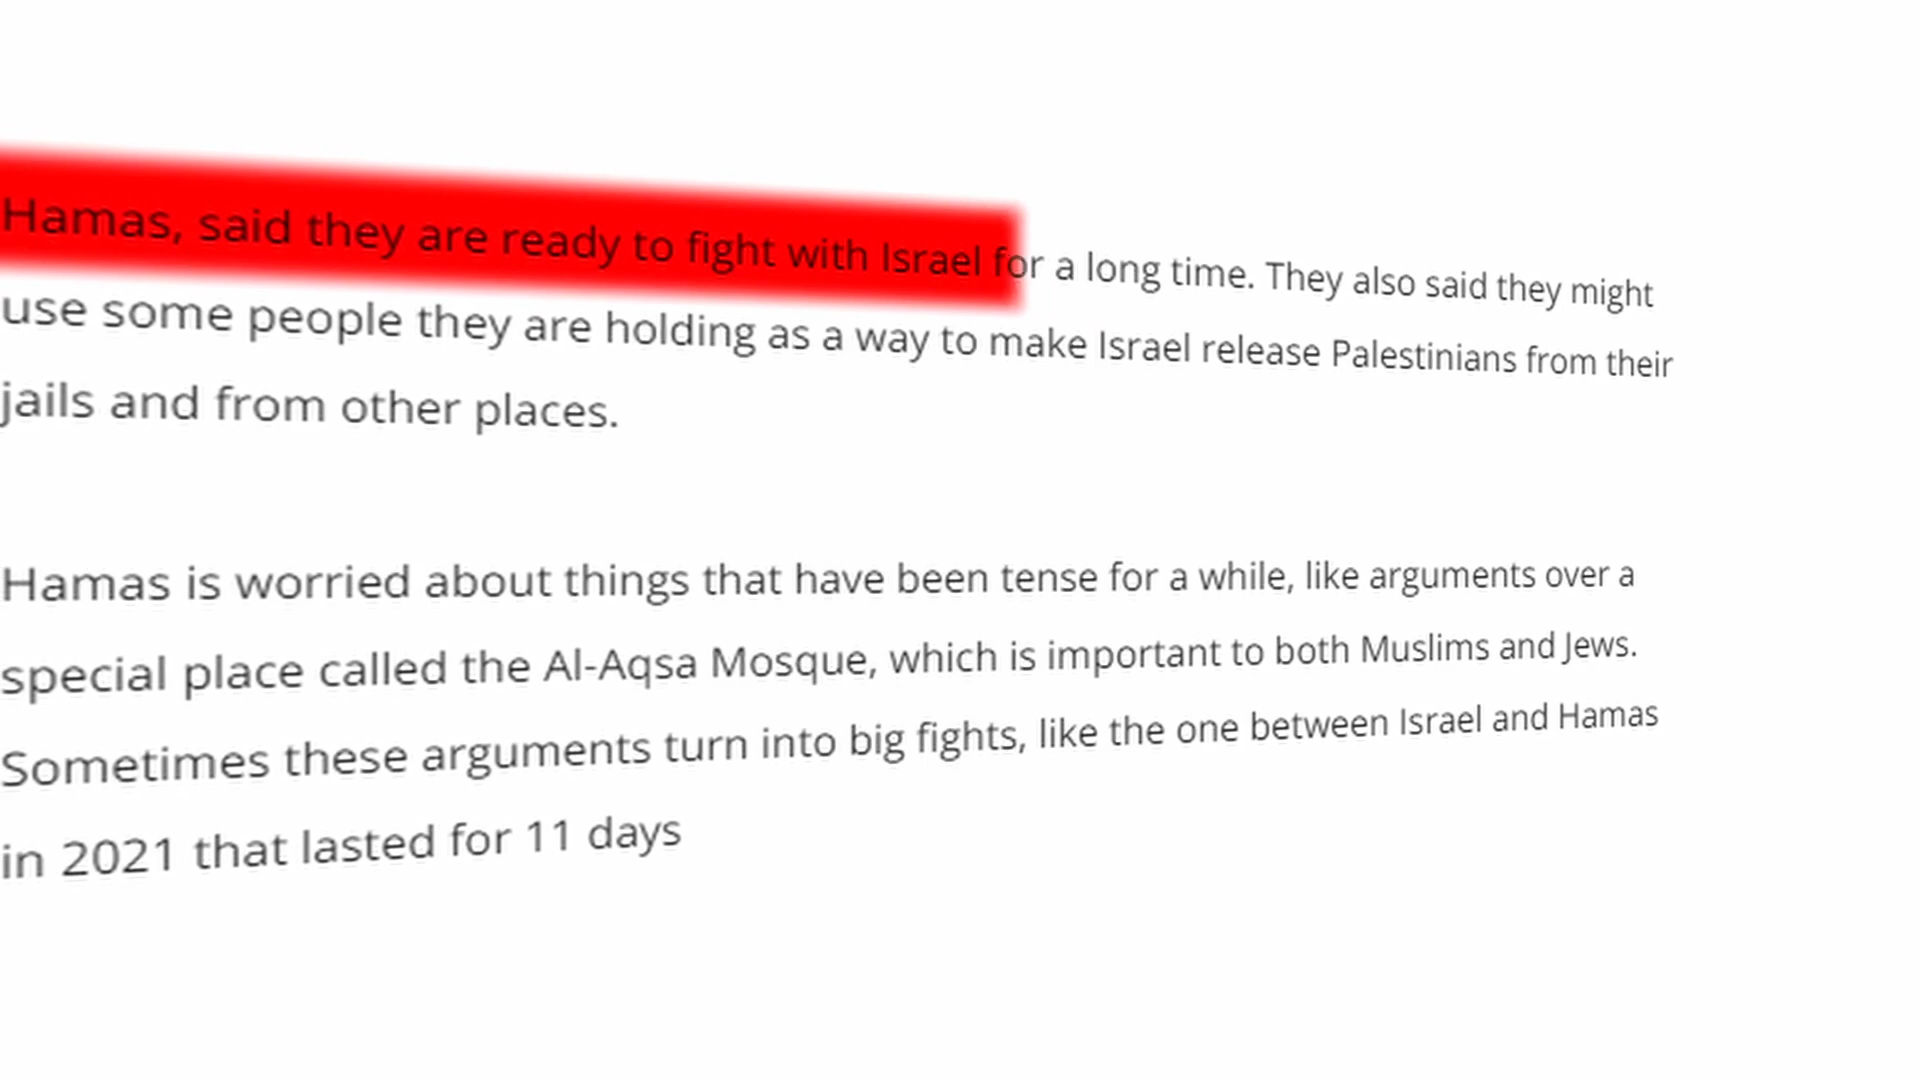 Hamas, said they are ready to fight with Israel for a long time. They also said they might
use some people they are holding as a way to make Israel release Palestinians from their
jails and from other places.
Hamas is worried about things that have been tense for a while, like arguments over a
special place called the Al-Aqsa Mosque, which is important to both Muslims and Jews.
Sometimes these arguments turn into big fights, like the one between Israel and Hamas
in 2021 that lasted for 11 days